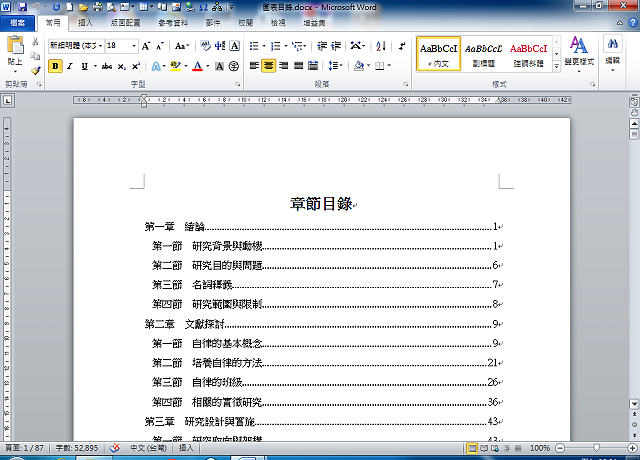 圖表目錄.docx - Microsoft Word
檔案 常用 插入 版面配置 參考資料 郵件 校閱 檢視 增益集
新細明體 (本文 18
貼上
變更樣式
編輯
AaBbCcI AaBbCcL AaBbCcI
內文 副標題 強調斜體
剪貼簿 字型 段落 樣式
章節目錄
第一章 緒論 1
第一節 研究背景與動機 1
第二節 研究目的與問題 6
第三節 名詞釋義 7
第四節 研究範圍與限制 8
第二章 文獻探討 9
第一節 自律的基本概念 9
第二節 培養自律的方法 21
第三節 自律的班級 26
第四節 相關的實徵研究 36
第三章 研究設計與實施 43
第一節 研究取向與架構 43
頁面: 1 / 87 字數: 52,895 中文 (台灣) 插入 100%